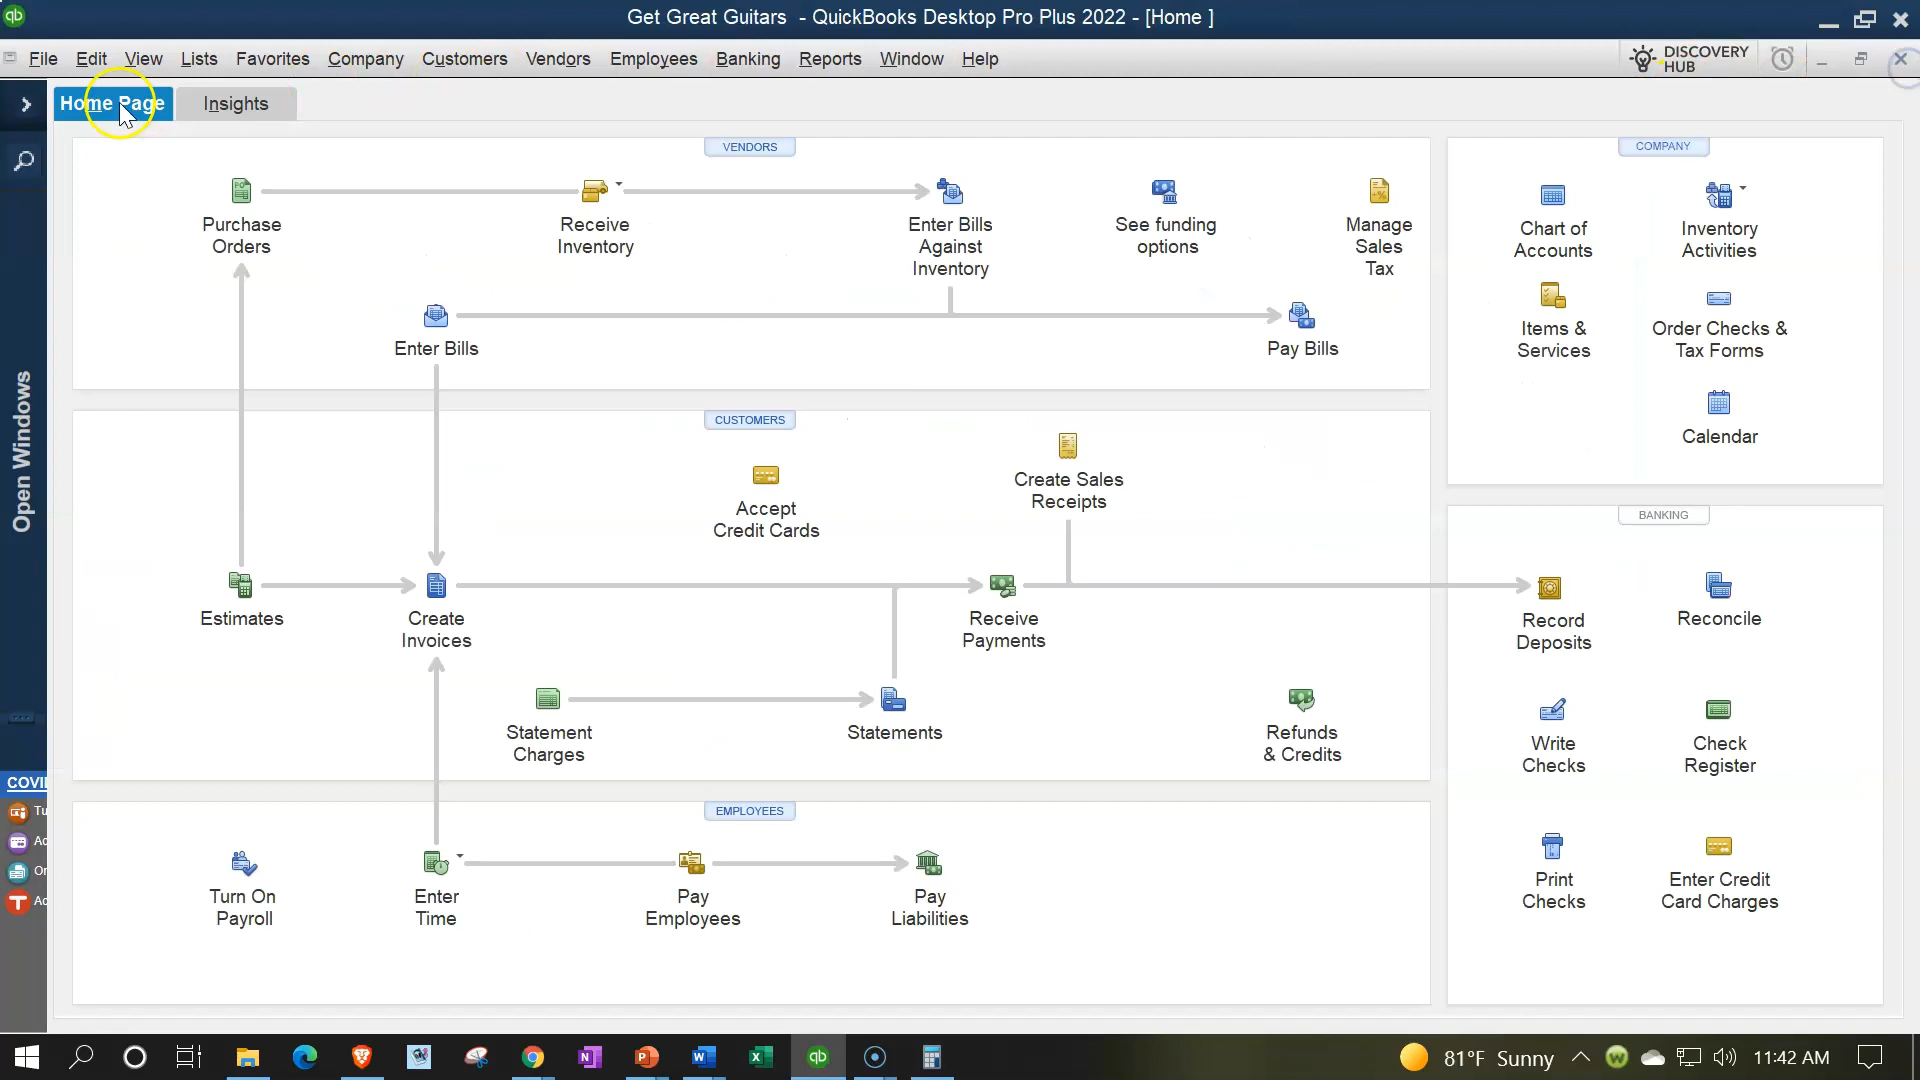 qb
Get Great Guitars - QuickBooks Desktop Pro Plus 2022 - [Home ]
File Edit View Lists Favorites Company Customers Vendors Employees Banking Reports Window Help
DISCOVERY
HUB
Home Page
Insights
VENDORS
Purchase
Orders
Receive
Inventory
Enter Bills
Against
Inventory
See funding
options
Manage
Sales
Tax
Enter Bills
Pay Bills
CUSTOMERS
Accept
Credit Cards
Create Sales
Receipts
Estimates
Create
Invoices
Receive
Payments
Statement
Charges
Statements
Refunds
& Credits
EMPLOYEES
Turn On
Payroll
Enter
Time
Pay
Employees
Pay
Liabilities
COMPANY
Chart of
Accounts
Inventory
Activities
Items &
Services
Order Checks &
Tax Forms
Calendar
BANKING
Record
Deposits
Reconcile
Write
Checks
Check
Register
Print
Checks
Enter Credit
Card Charges
Open Windows
COVI
Tu
Ac
Or
Ac
81°F Sunny
11:42 AM